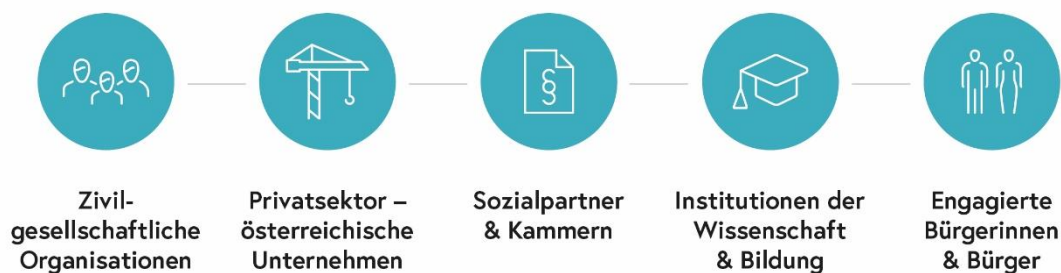 §
Zivil-
gesellschaftliche
Organisationen
Privatsektor –
österreichische
Unternehmen
Sozialpartner
& Kammern
Institutionen der
Wissenschaft
& Bildung
Engagierte
Bürgerinnen
& Bürger